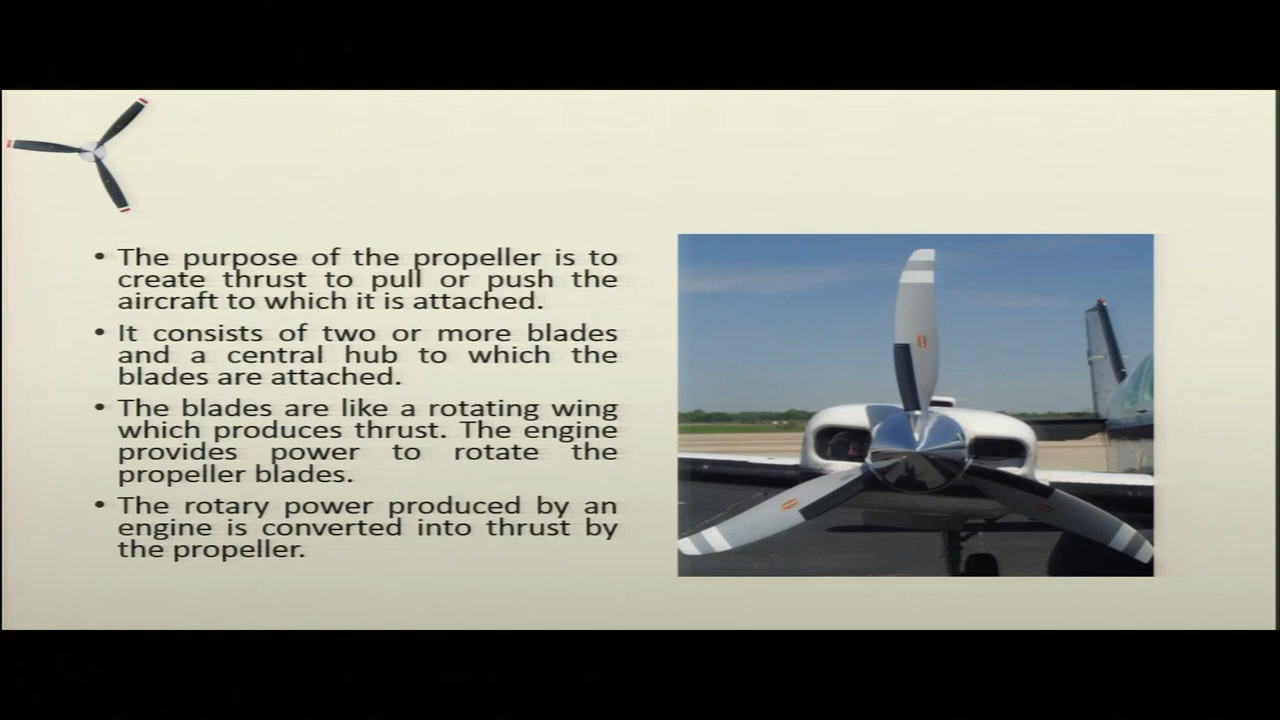 • The purpose of the propeller is to
create thrust to pull or push the
aircraft to which it is attached.
• It consists of two or more blades
and a central hub to which the
blades are attached.
• The blades are like a rotating wing
which produces thrust. The engine
provides power to rotate the
propeller blades.
• The rotary power produced by an
engine is converted into thrust by
the propeller.